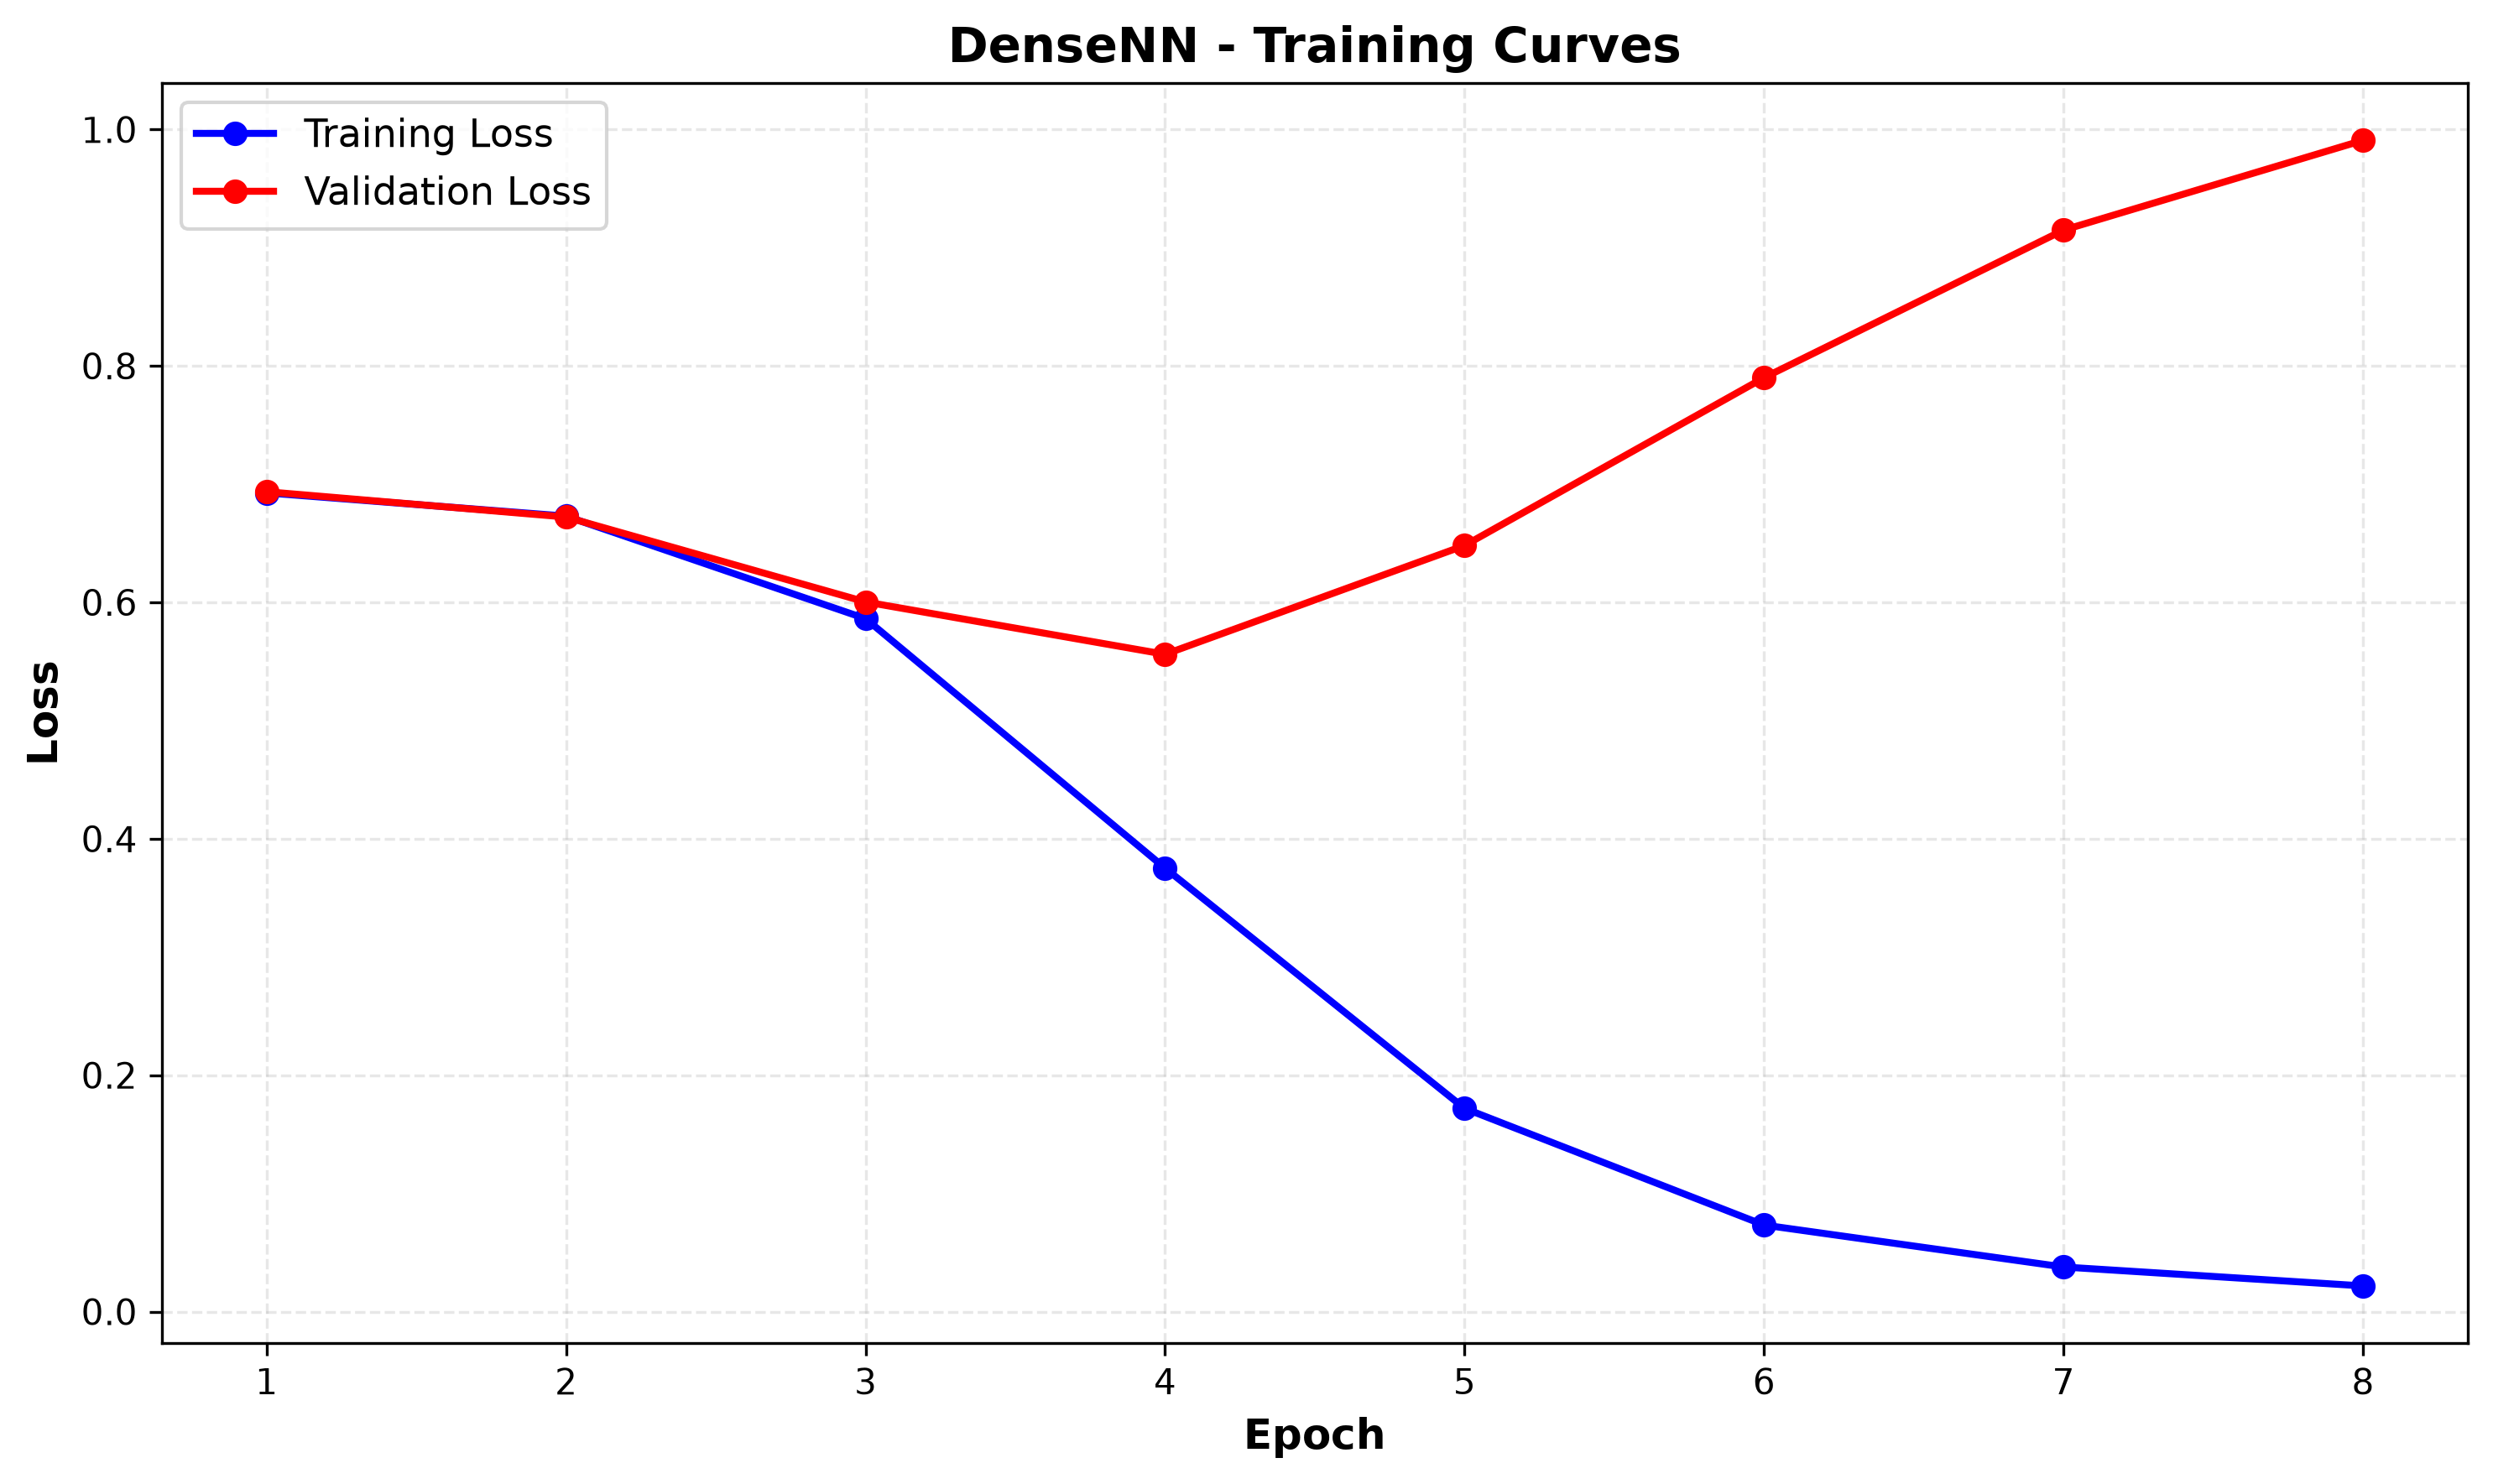 DenseNN - Training Curves
Training Loss
Validation Loss
1.0
0.8
0.6
0.4
0.2
0.0
Loss
1 2 3 4 5 6 7 8
Epoch